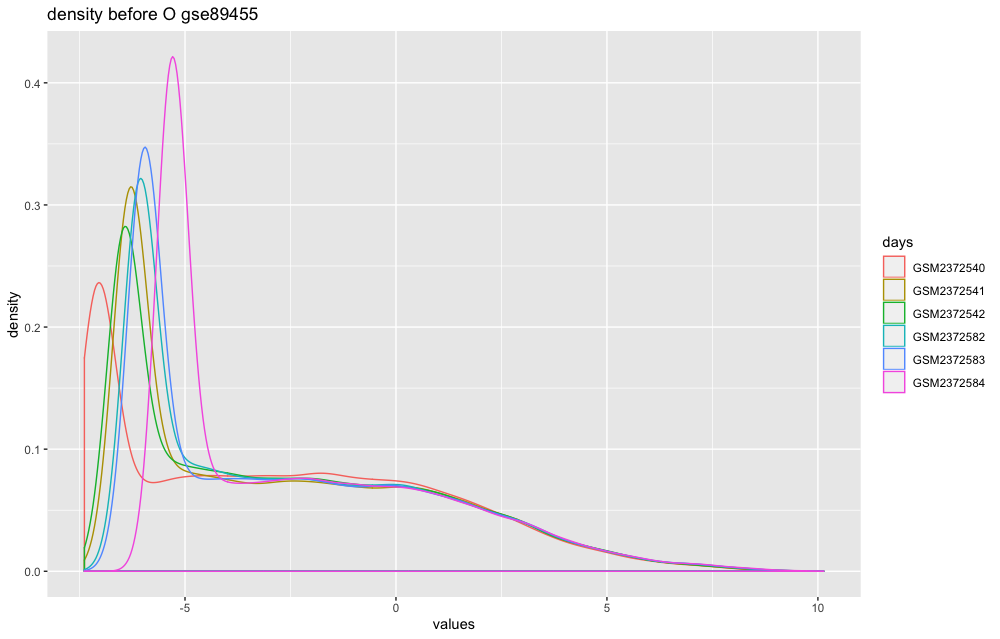 density before O gse89455
0.4
0.3
0.2
0.1
0.0
density
-5
0
5
10
values
days
GSM2372540
GSM2372541
GSM2372542
GSM2372582
GSM2372583
GSM2372584